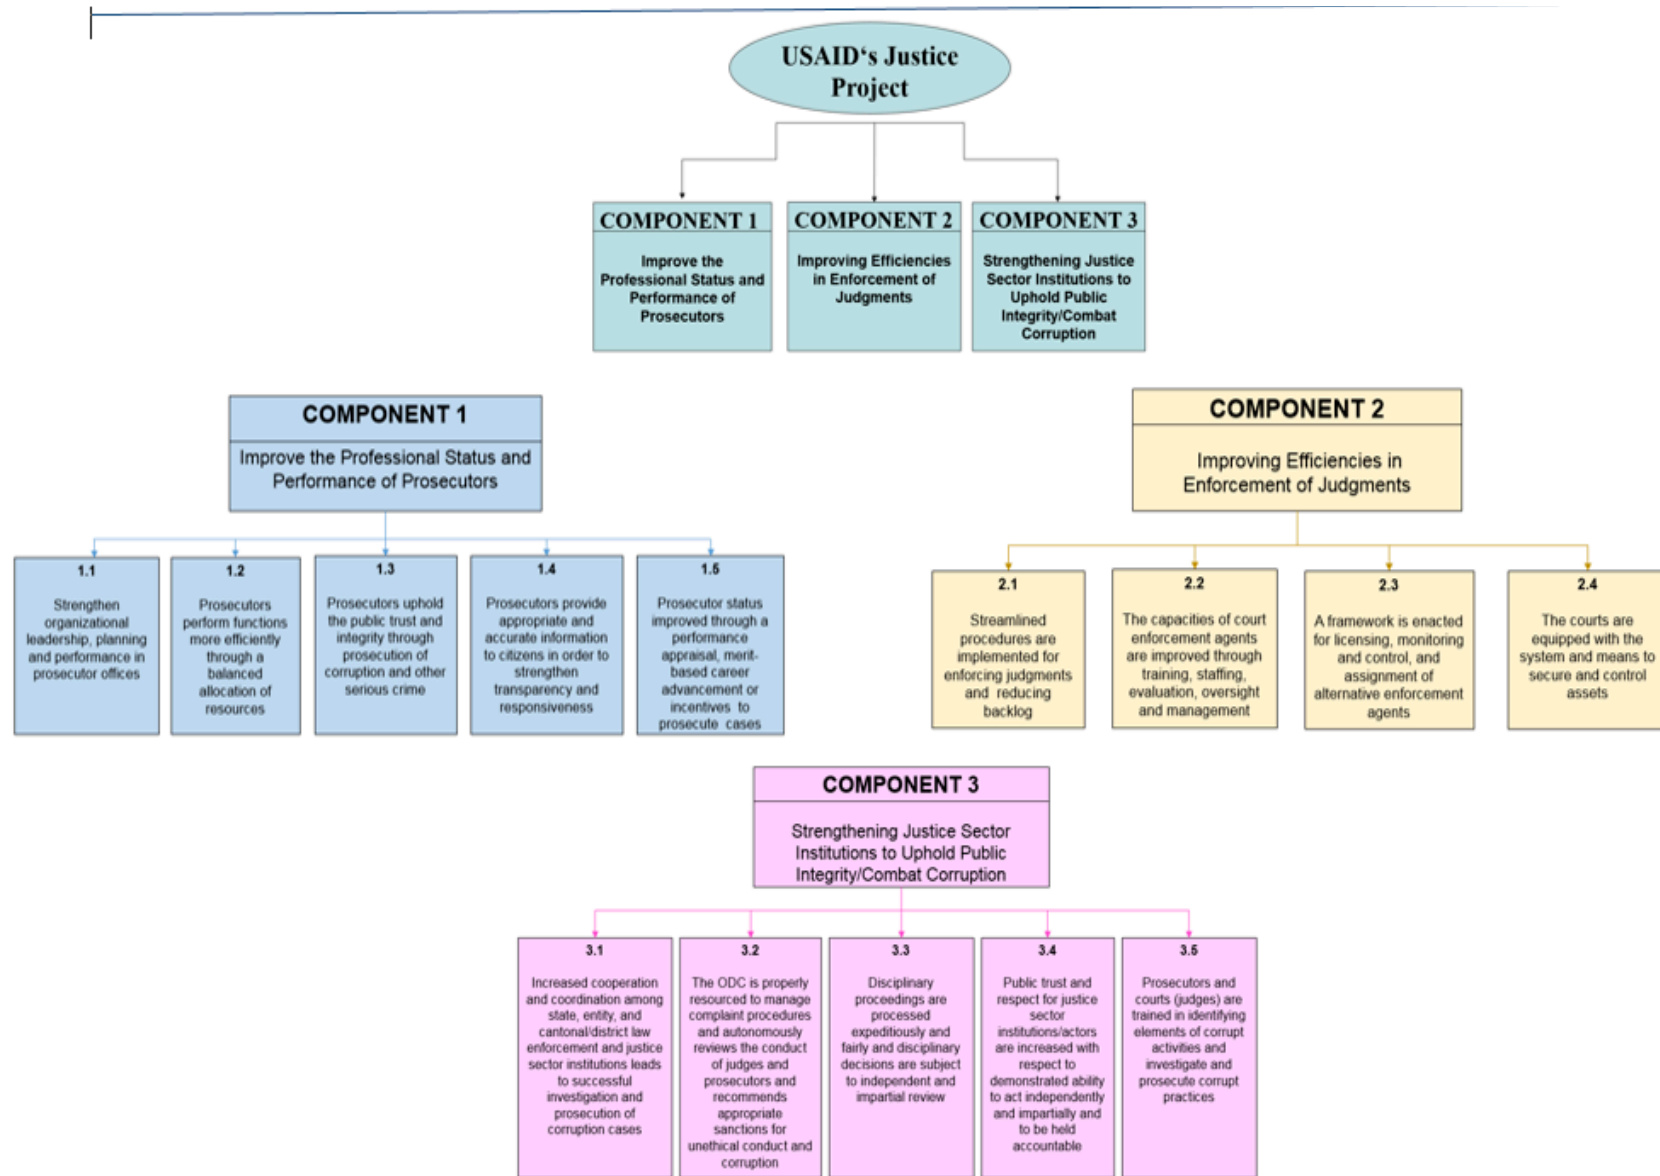 USAID‘s Justice
Project
COMPONENT 1
Improve the
Professional Status and
Performance of
Prosecutors
COMPONENT 2
Improving Efficiencies
in Enforcement of
Judgments
COMPONENT 3
Strengthening Justice
Sector Institutions to
Uphold Public
Integrity/Combat
Corruption
COMPONENT 1
Improve the Professional Status and
Performance of Prosecutors
1.1
Strengthen
organizational
leadership, planning
and performance in
prosecutor offices
1.2
Prosecutors
perform functions
more efficiently
through a
balanced
allocation of
resources
1.3
Prosecutors uphold
the public trust and
integrity through
prosecution of
corruption and other
serious crime
1.4
Prosecutors provide
appropriate and
accurate information
to citizens in order to
strengthen
transparency and
responsiveness
1.5
Prosecutor status
improved through a
performance
appraisal, merit-
based career
advancement or
incentives to
prosecute cases
COMPONENT 2
Improving Efficiencies in
Enforcement of Judgments
2.1
Streamlined
procedures are
implemented for
enforcing judgments
and reducing
backlog
2.2
The capacities of court
enforcement agents
are improved through
training, staffing,
evaluation, oversight
and management
2.3
A framework is enacted
for licensing, monitoring
and control, and
assignment of
alternative enforcement
agents
2.4
The courts are
equipped with the
system and means to
secure and control
assets
COMPONENT 3
Strengthening Justice Sector
Institutions to Uphold Public
Integrity/Combat Corruption
3.1
Increased cooperation
and coordination among
state, entity, and
cantonal/district law
enforcement and justice
sector institutions leads
to successful
investigation and
prosecution of
corruption cases
3.2
The ODC is properly
resourced to manage
complaint procedures
and autonomously
reviews the conduct
of judges and
prosecutors and
recommends
appropriate
sanctions for
unethical conduct and
corruption
3.3
Disciplinary
proceedings are
processed
expeditiously and
fairly and disciplinary
decisions are subject
to independent and
impartial review
3.4
Public trust and
respect for justice
sector
institutions/actors
are increased with
respect to
demonstrated ability
to act independently
and impartially and
to be held
accountable
3.5
Prosecutors and
courts (judges) are
trained in identifying
elements of corrupt
activities and
investigate and
prosecute corrupt
practices